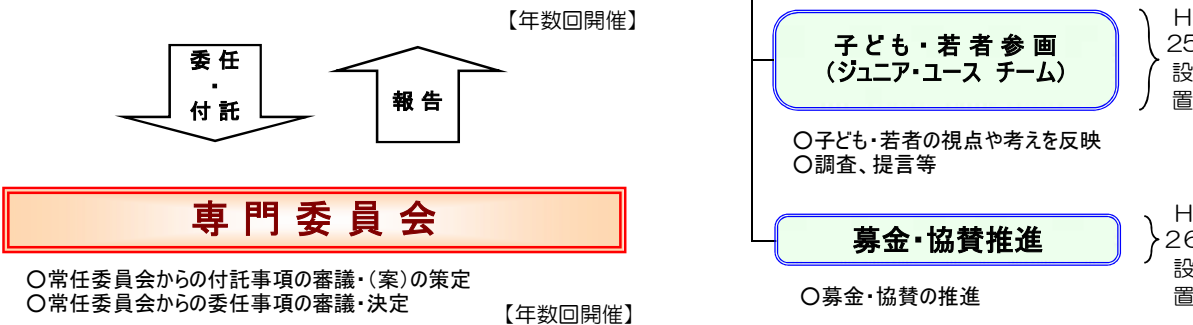 【年数回開催】
委任
・
付託
報告
専門委員会
○常任委員会からの付託事項の審議・(案)の策定
○常任委員会からの委任事項の審議・決定
【年数回開催】
子ども・若者参画
(ジュニア・ユース チーム)
H
25
設
置
○子ども・若者の視点や考えを反映
○調査、提言等
募金・協賛推進
H
26
設
置
○募金・協賛の推進